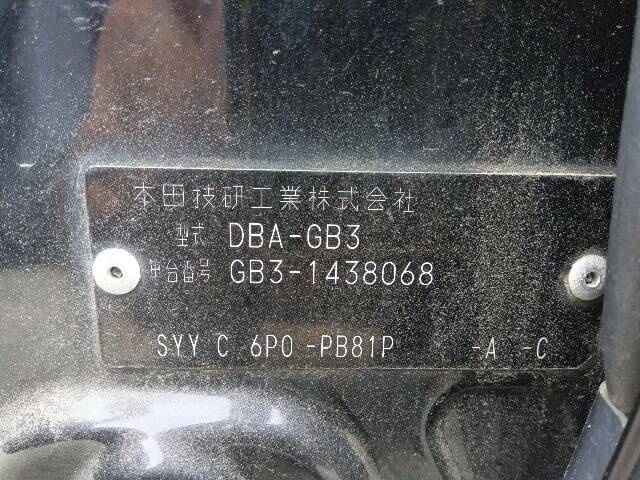 本田技研工業株式会社
型式 DBA-GB3
車台番号 GB3-1438068
SYY C 6P0 -PB81P -A -C